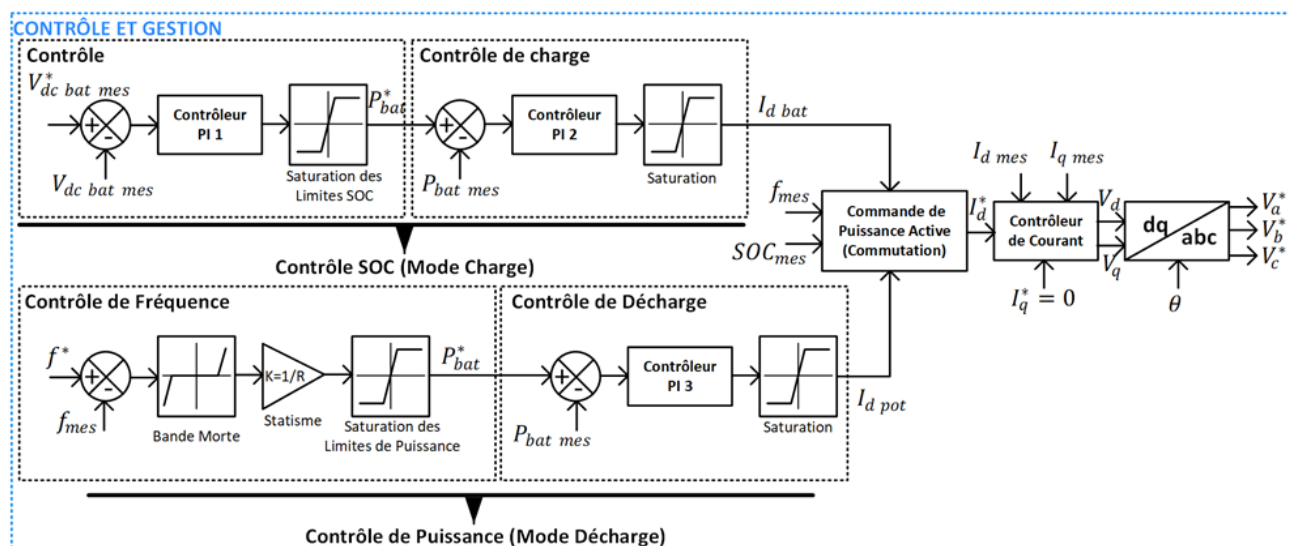 CONTRÔLE ET GESTION
Contrôle
V*dc bat mes
+
-
Vdc bat mes
Contrôleur
PI 1
Saturation des
Limites SOC
P*bat
Contrôle de charge
+
-
Pbat mes
Contrôleur
PI 2
Saturation
Id bat
Contrôle SOC (Mode Charge)
fmes
SOCmes
Commande de
Puissance Active
(Commutation)
I*d
Id mes
Iq mes
Contrôleur
de Courant
I*q = 0
Vd
Vq
dq
abc
θ
V*a
V*b
V*c
Contrôle de Fréquence
f*
+
-
fmes
Bande Morte
K=1/R
Statisme
Saturation des
Limites de Puissance
P*bat
Contrôle de Décharge
+
-
Pbat mes
Contrôleur
PI 3
Saturation
Id pot
Contrôle de Puissance (Mode Décharge)